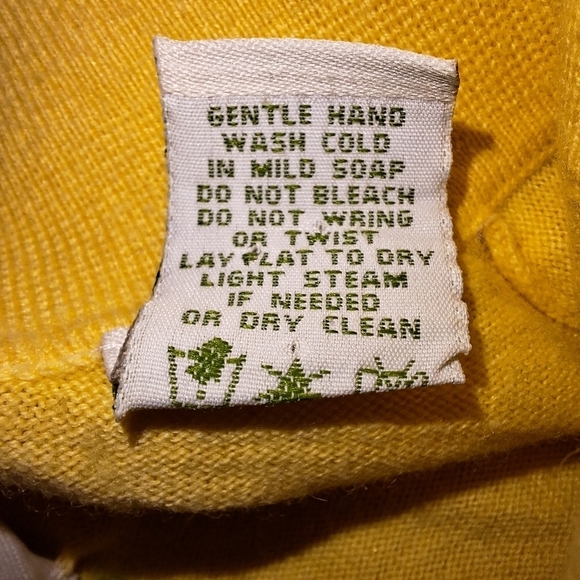 GENTLE HAND
WASH COLD
IN MILD SOAP
DO NOT BLEACH
DO NOT WRING
OR TWIST
LAY FLAT TO DRY
LIGHT STEAM
IF NEEDED
OR DRY CLEAN